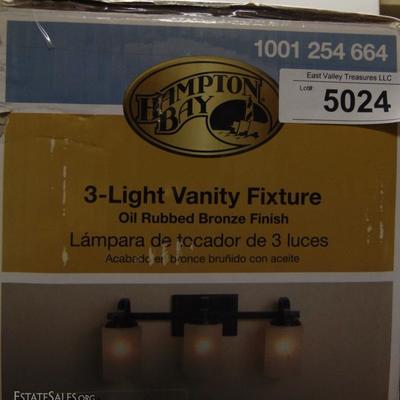 1001 254 664
East Valley Treasures LLC
Lot#:
5024
HAMPTON
BAY
3-Light Vanity Fixture
Oil Rubbed Bronze Finish
Lámpara de tocador de 3 luces
Acabado en bronce bruñido con aceite
ESTATESALES.ORG